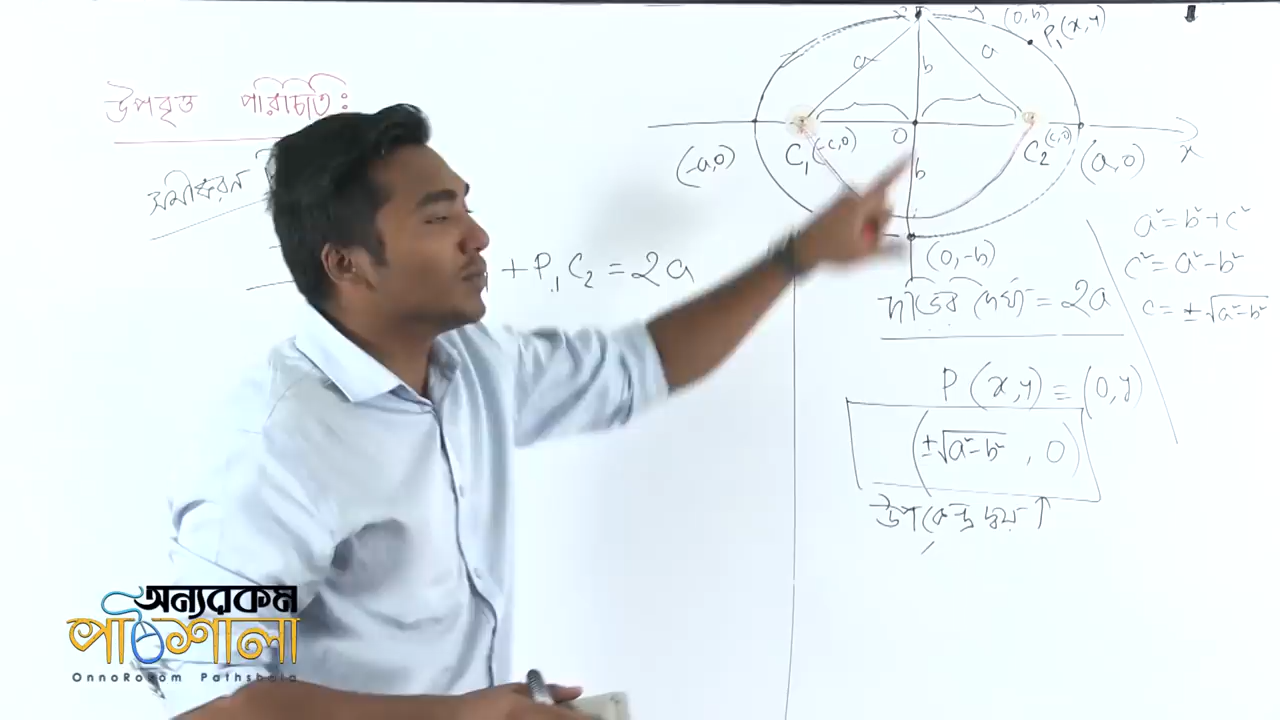 উপবৃত্ত পরিচিতি:
সমীকরণ
+ P₁C₂ = 2a
(0, b)
P₁(x, y)
a
b
a
O
C₁(-c, 0)
C₂(c, 0)
(-a, 0)
(a, 0)
x
b
(0, -b)
দড়ির দৈর্ঘ্য = 2a
P(x, y) ≡ (0, y)
(±√a²-b², 0)
উপকেন্দ্রদ্বয় ↑
a² = b² + c²
c² = a² - b²
c = ±√a²-b²
অন্যরকম
পাঠশালা
OnnoRokom Pathshala